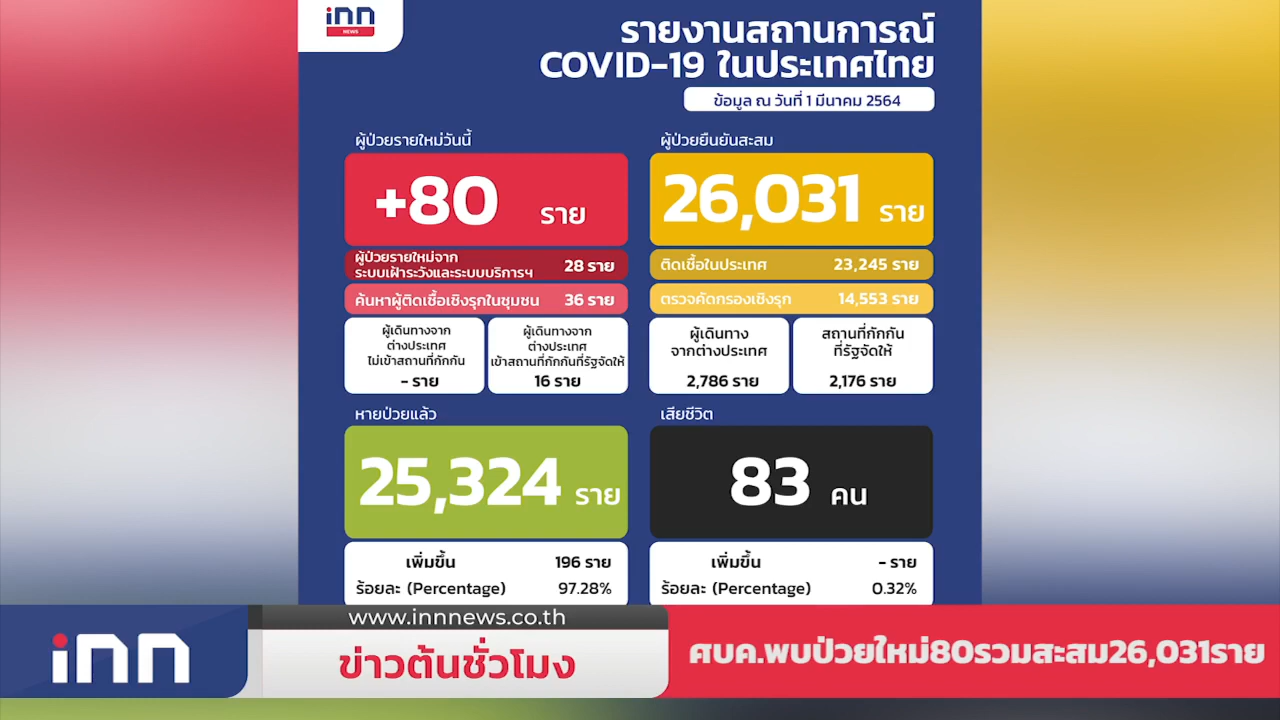 inn
NEWS
รายงานสถานการณ์
COVID-19 ในประเทศไทย
ข้อมูล ณ วันที่ 1 มีนาคม 2564
ผู้ป่วยรายใหม่วันนี้
+80 ราย
ผู้ป่วยรายใหม่จาก
ระบบเฝ้าระวังและระบบบริการฯ 28 ราย
ค้นหาผู้ติดเชื้อเชิงรุกในชุมชน 36 ราย
ผู้เดินทางจาก
ต่างประเทศ
ไม่เข้าสถานที่กักกัน
- ราย
ผู้เดินทางจาก
ต่างประเทศ
เข้าสถานที่กักกันที่รัฐจัดให้
16 ราย
ผู้ป่วยยืนยันสะสม
26,031 ราย
ติดเชื้อในประเทศ 23,245 ราย
ตรวจคัดกรองเชิงรุก 14,553 ราย
ผู้เดินทาง
จากต่างประเทศ
2,786 ราย
สถานที่กักกัน
ที่รัฐจัดให้
2,176 ราย
หายป่วยแล้ว
25,324 ราย
เพิ่มขึ้น 196 ราย
ร้อยละ (Percentage) 97.28%
เสียชีวิต
83 คน
เพิ่มขึ้น - ราย
ร้อยละ (Percentage) 0.32%
inn
www.innnews.co.th
ข่าวต้นชั่วโมง
ศบค.พบป่วยใหม่80รวมสะสม26,031ราย